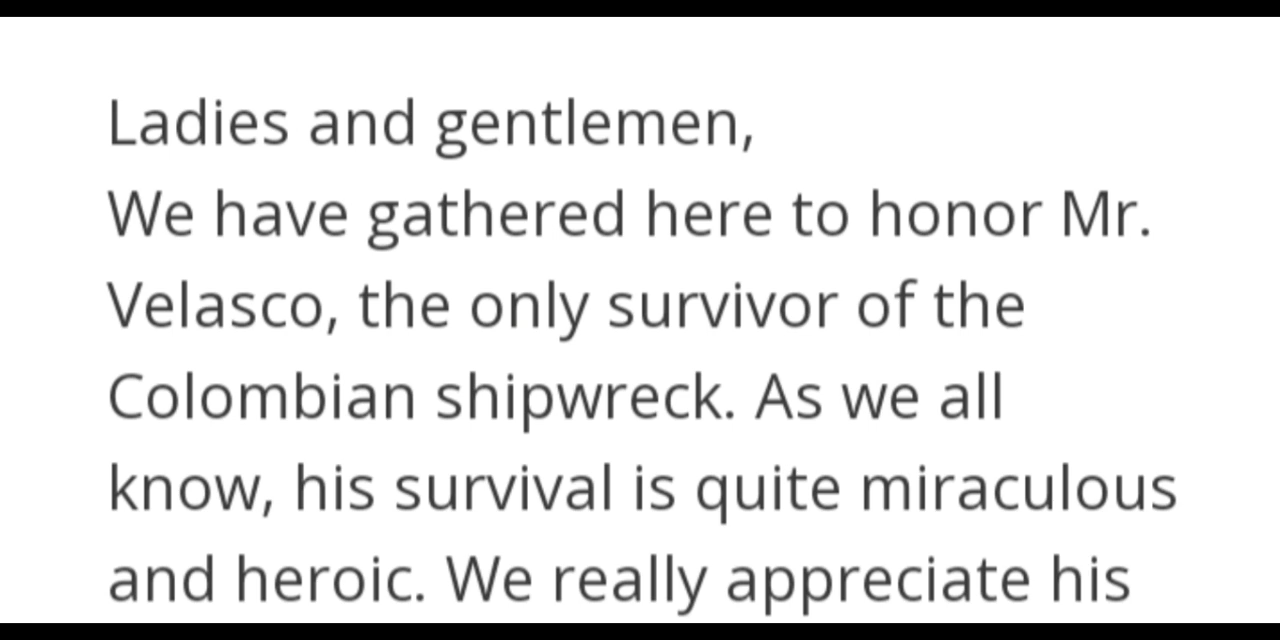 Ladies and gentlemen,
We have gathered here to honor Mr.
Velasco, the only survivor of the
Colombian shipwreck. As we all
know, his survival is quite miraculous
and heroic. We really appreciate his